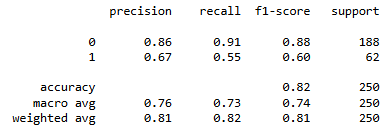 precision recall f1-score support
0 0.86 0.91 0.88 188
1 0.67 0.55 0.60 62
accuracy 0.82 250
macro avg 0.76 0.73 0.74 250
weighted avg 0.81 0.82 0.81 250